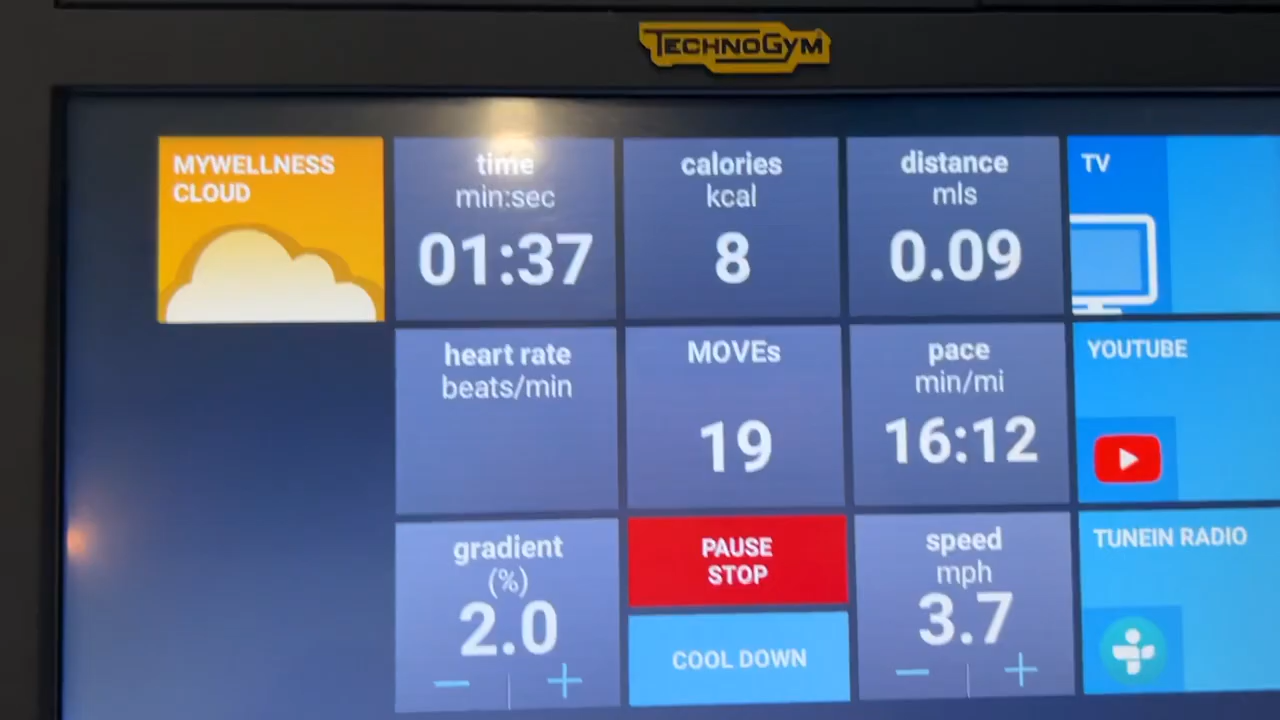 TECHNOGYM
MYWELLNESS
CLOUD
time
min:sec
01:37
calories
kcal
8
distance
mls
0.09
TV
heart rate
beats/min
MOVEs
19
pace
min/mi
16:12
YOUTUBE
gradient
(%)
2.0
− +
PAUSE
STOP
COOL DOWN
speed
mph
3.7
− +
TUNEIN RADIO